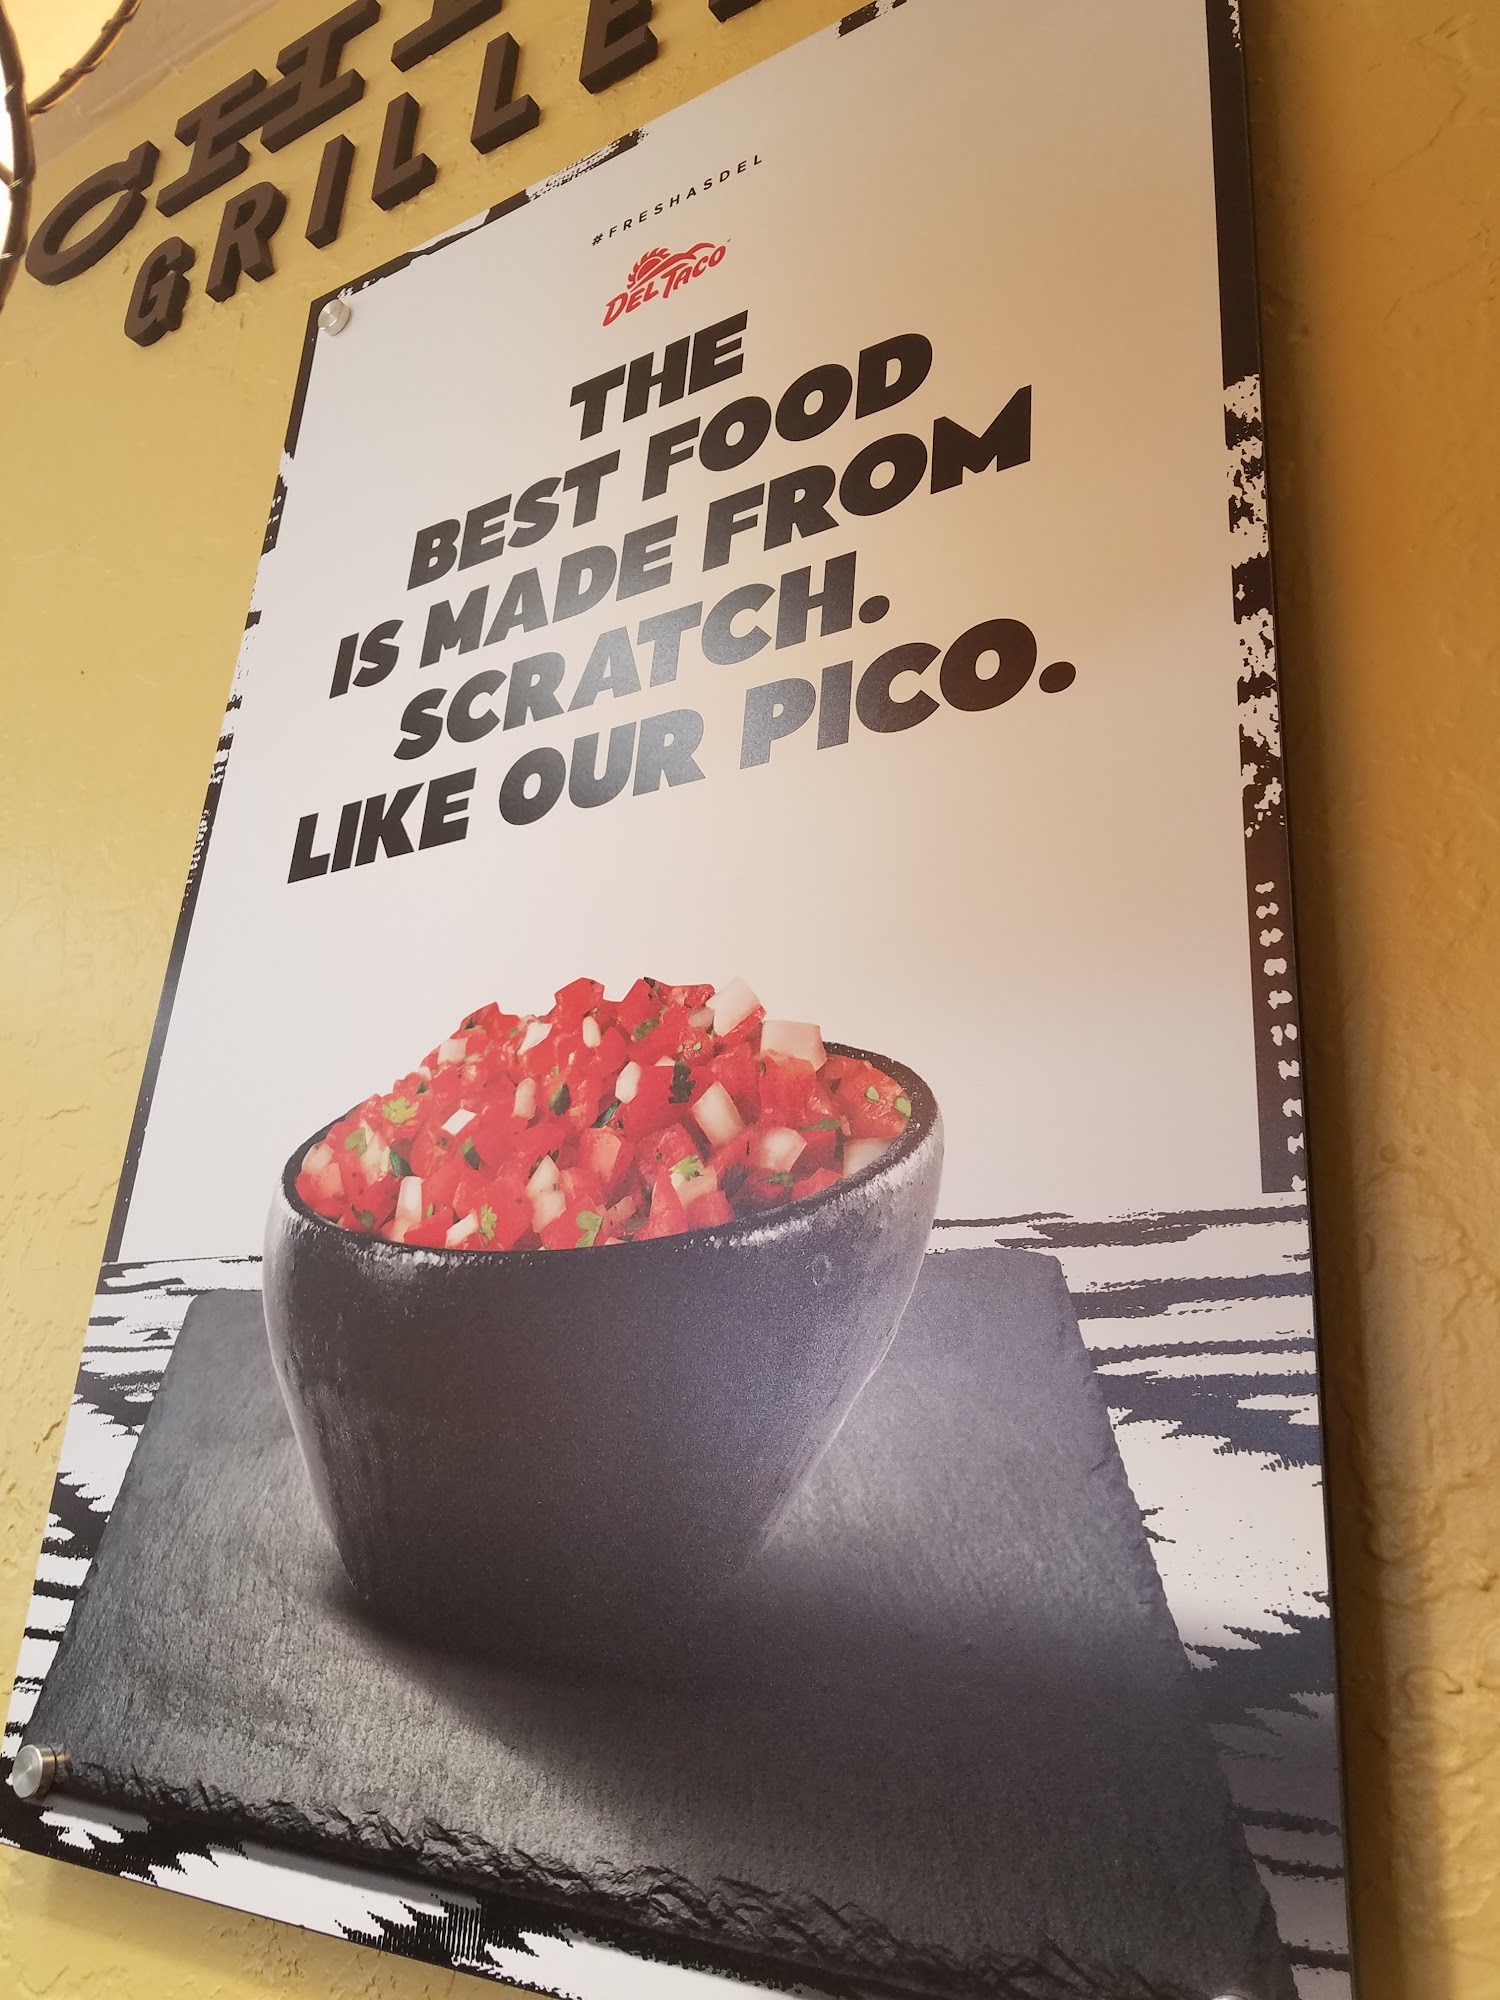 GRILLE
#FRESHASDEL
DEL TACO
THE
BEST FOOD
IS MADE FROM
SCRATCH.
LIKE OUR PICO.